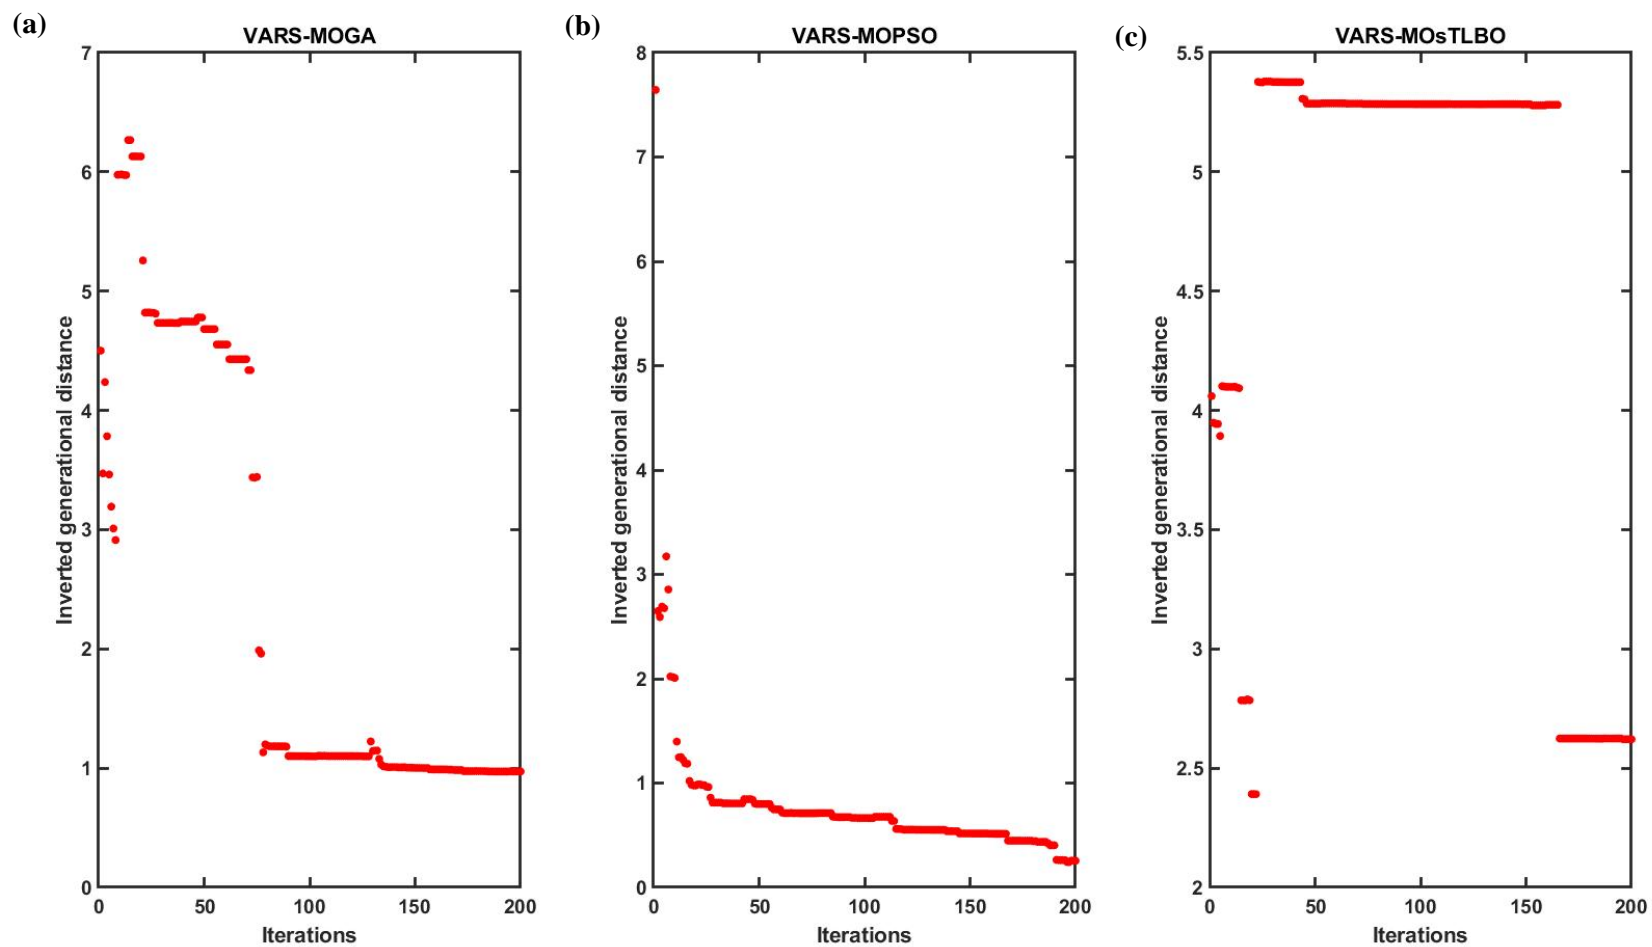 (a)
VARS-MOGA
7
6
5
4
3
2
1
0
Inverted generational distance
0 50 100 150 200
Iterations
(b)
VARS-MOPSO
8
7
6
5
4
3
2
1
0
Inverted generational distance
0 50 100 150 200
Iterations
(c)
VARS-MOsTLBO
5.5
5
4.5
4
3.5
3
2.5
2
Inverted generational distance
0 50 100 150 200
Iterations